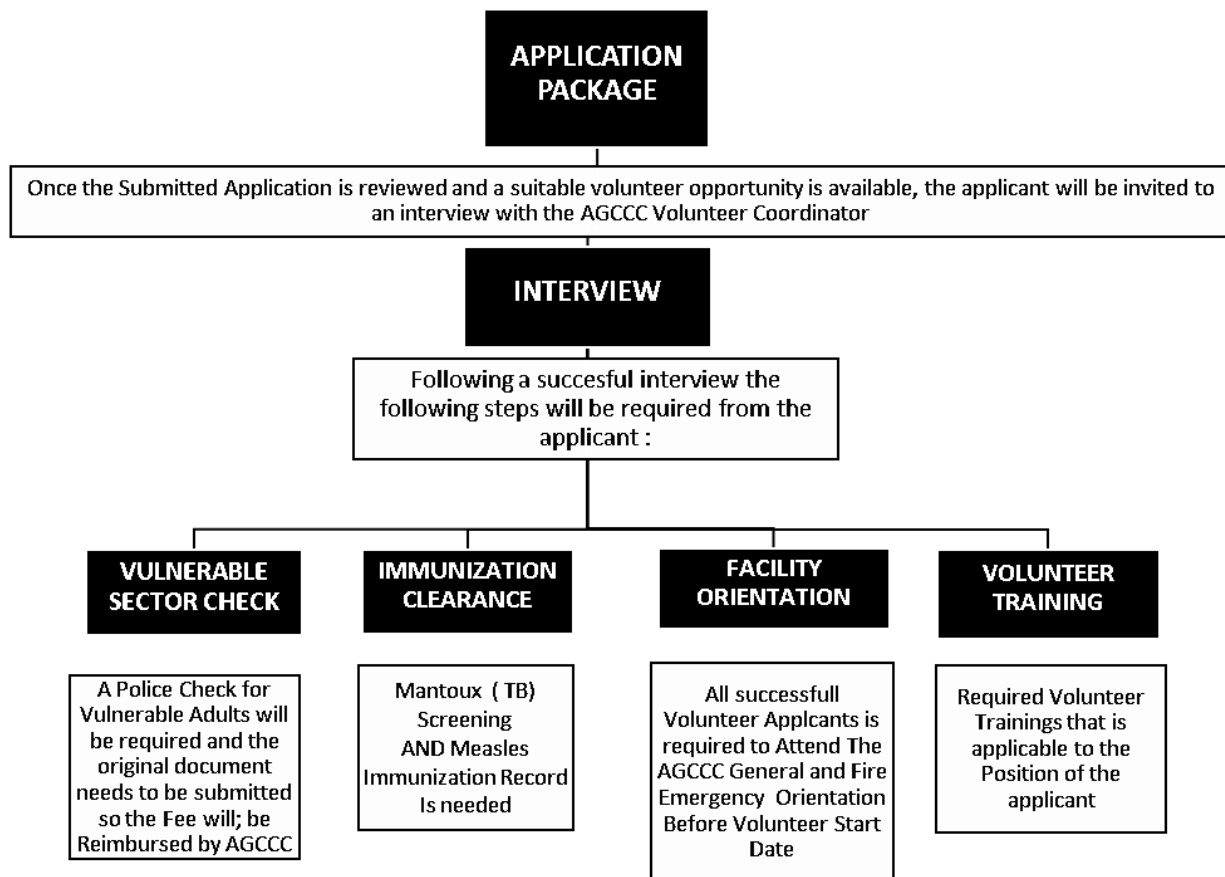 APPLICATION
PACKAGE
Once the Submitted Application is reviewed and a suitable volunteer opportunity is available, the applicant will be invited to
an interview with the AGCCC Volunteer Coordinator
INTERVIEW
Following a succesful interview the
following steps will be required from the
applicant :
VULNERABLE
SECTOR CHECK
A Police Check for
Vulnerable Adults will
be required and the
original document
needs to be submitted
so the Fee will; be
Reimbursed by AGCCC
IMMUNIZATION
CLEARANCE
Mantoux ( TB)
Screening
AND Measles
Immunization Record
Is needed
FACILITY
ORIENTATION
All successfull
Volunteer Applcants is
required to Attend The
AGCCC General and Fire
Emergency Orientation
Before Volunteer Start
Date
VOLUNTEER
TRAINING
Required Volunteer
Trainings that is
applicable to the
Position of the
applicant